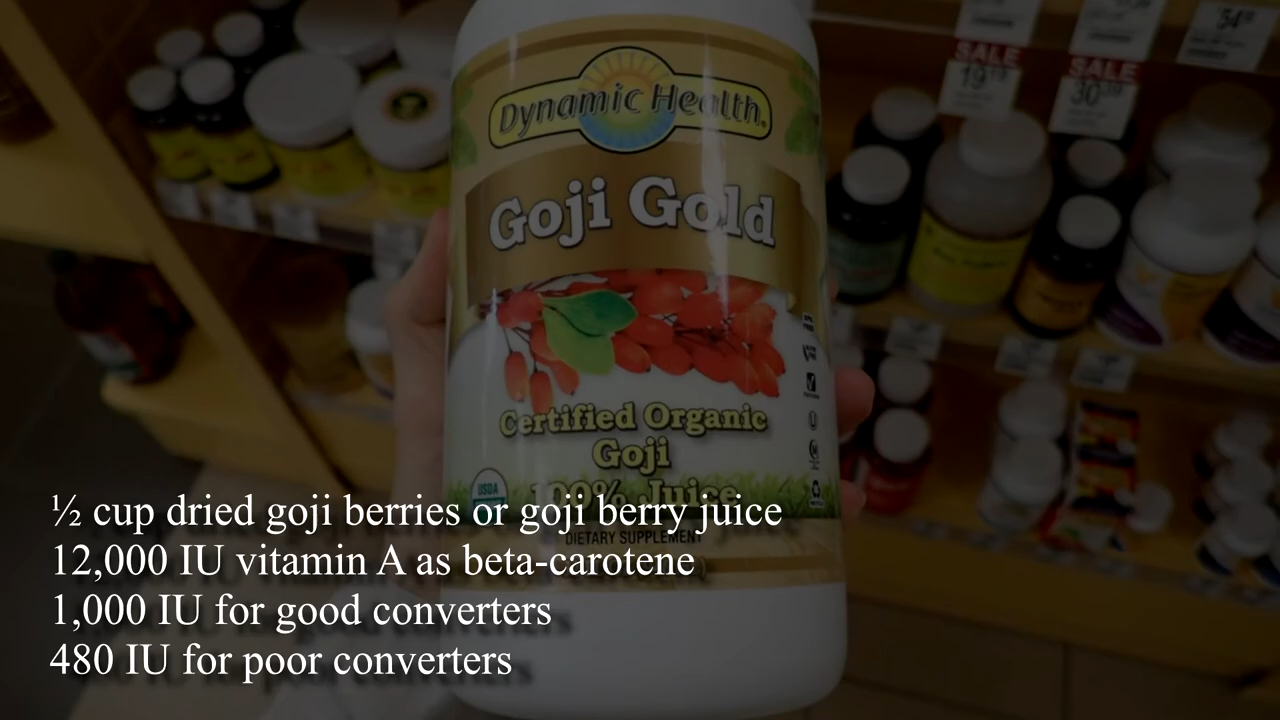 SALE
19
SALE
30
Dynamic Health
Goji Gold
Certified Organic
Goji
100% Juice
USDA
DIETARY SUPPLEMENT
½ cup dried goji berries or goji berry juice
12,000 IU vitamin A as beta-carotene
1,000 IU for good converters
480 IU for poor converters